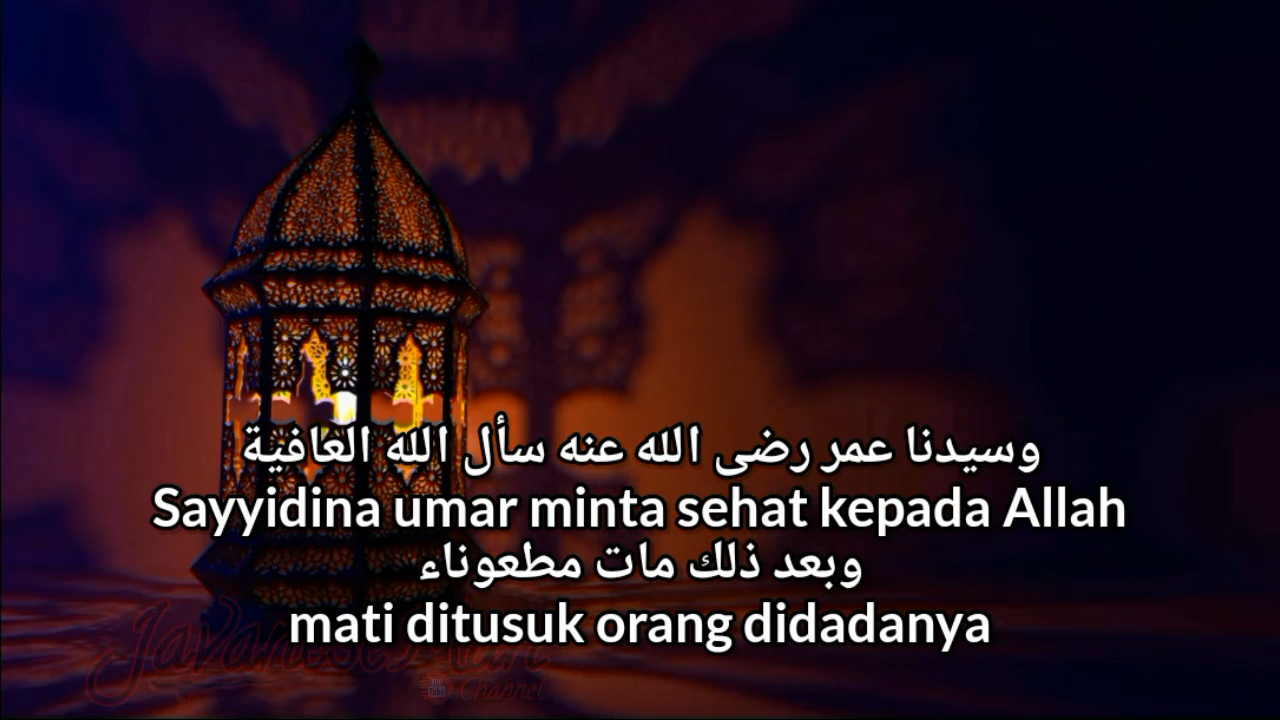 وسيدنا عمر رضى الله عنه سأل الله العافية
Sayyidina umar minta sehat kepada Allah
وبعد ذلك مات مطعوناء
mati ditusuk orang didadanya
Channel